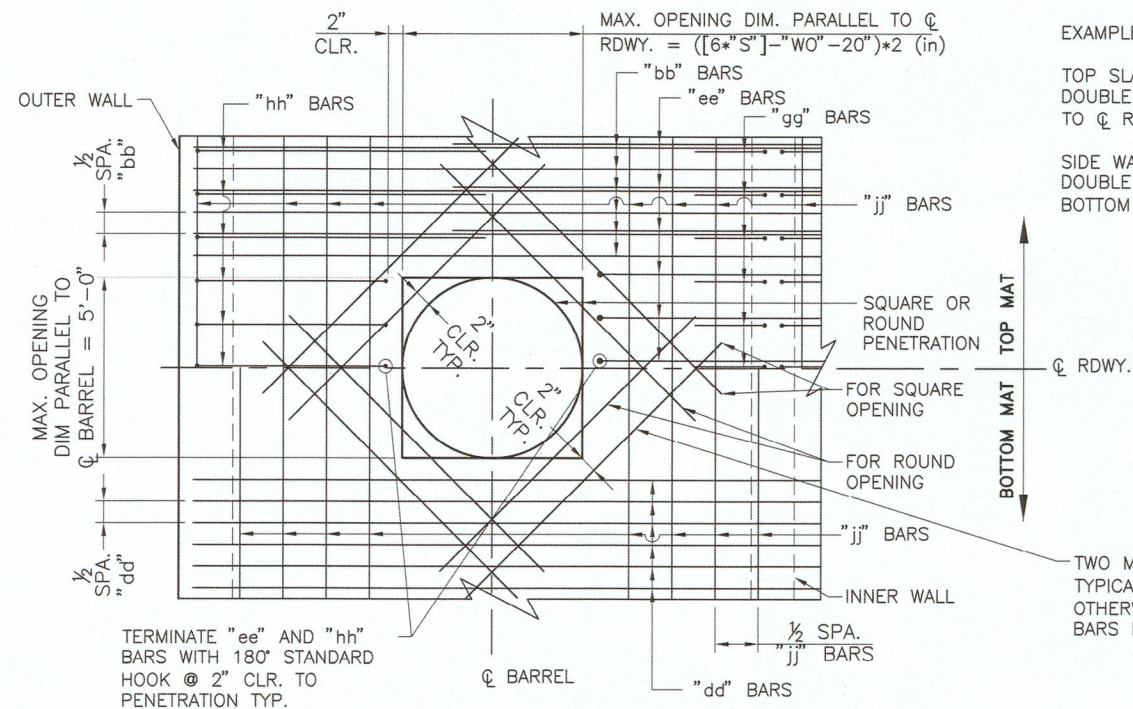 2"
CLR.
MAX. OPENING DIM. PARALLEL TO ℄
RDWY. = ([6*"S"]-"WO"-20")*2 (in)
EXAMPLE
"bb" BARS
"ee" BARS
"gg" BARS
OUTER WALL
"hh" BARS
TOP SLA
DOUBLE
TO ℄ R
SIDE WA
DOUBLE
BOTTOM
½
SPA.
"bb"
"jj" BARS
MAX. OPENING
DIM PARALLEL TO
℄ BARREL = 5'-0"
2"
CLR.
TYP.
2"
CLR.
TYP.
SQUARE OR
ROUND
PENETRATION
TOP MAT
BOTTOM MAT
℄ RDWY.
FOR SQUARE
OPENING
FOR ROUND
OPENING
½
SPA.
"dd"
"jj" BARS
INNER WALL
TWO M
TYPICA
OTHER
BARS
½ SPA.
"jj" BARS
TERMINATE "ee" AND "hh"
BARS WITH 180° STANDARD
HOOK @ 2" CLR. TO
PENETRATION TYP.
℄ BARREL
"dd" BARS